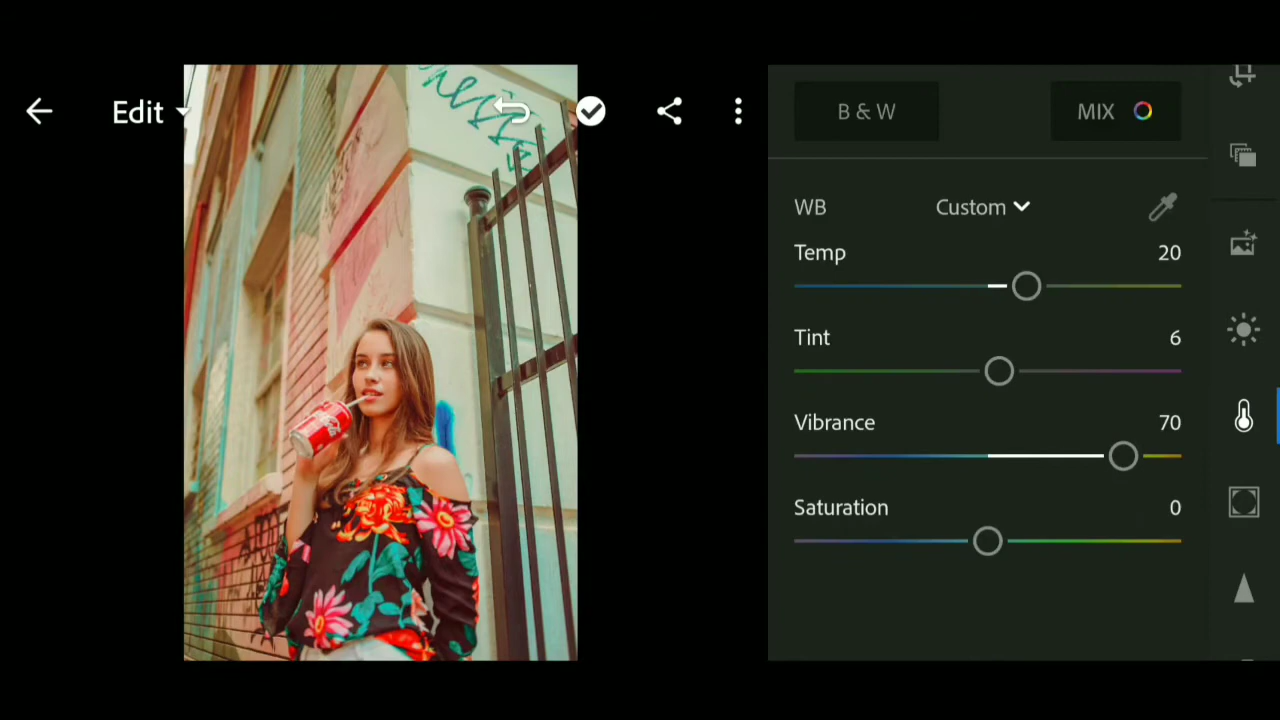 Edit
B & W
MIX
WB
Custom
Temp
20
Tint
6
Vibrance
70
Saturation
0